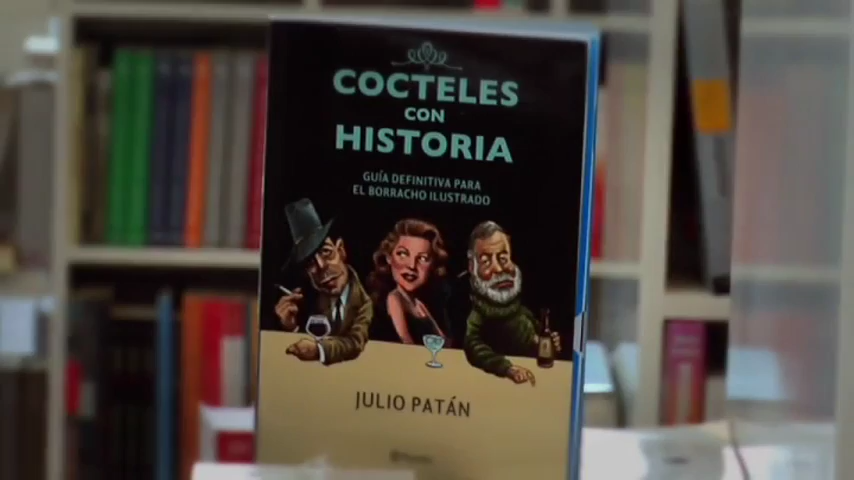 COCTELES
CON
HISTORIA
GUÍA DEFINITIVA PARA
EL BORRACHO ILUSTRADO
JULIO PATÁN